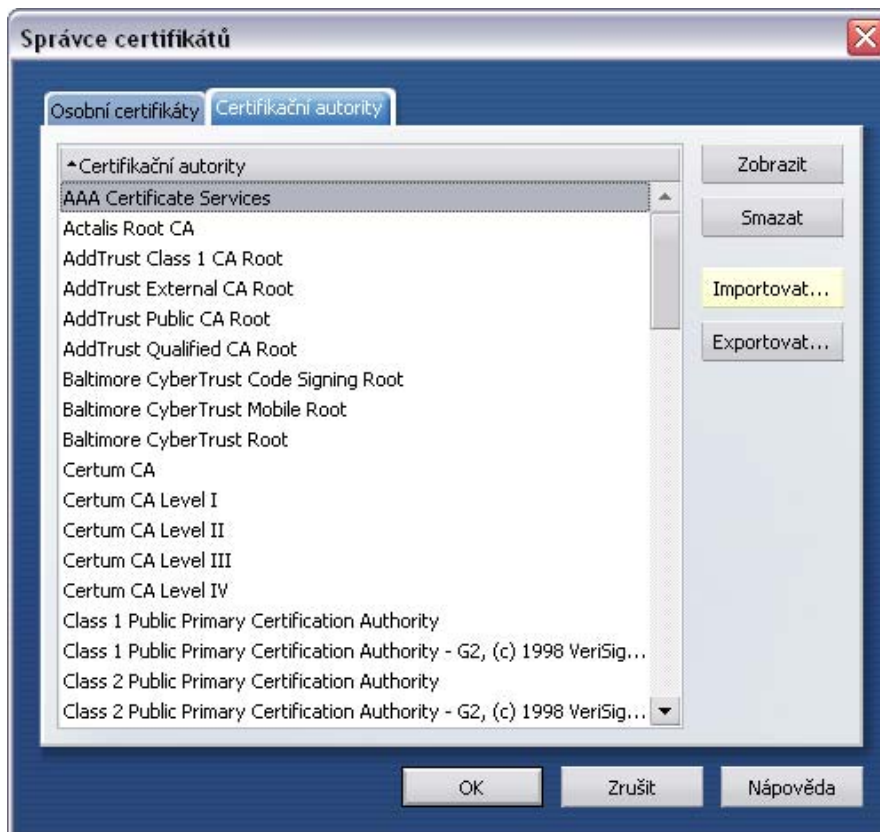 Správce certifikátů
Osobní certifikáty
Certifikační autority
Certifikační autority
AAA Certificate Services
Actalis Root CA
AddTrust Class 1 CA Root
AddTrust External CA Root
AddTrust Public CA Root
AddTrust Qualified CA Root
Baltimore CyberTrust Code Signing Root
Baltimore CyberTrust Mobile Root
Baltimore CyberTrust Root
Certum CA
Certum CA Level I
Certum CA Level II
Certum CA Level III
Certum CA Level IV
Class 1 Public Primary Certification Authority
Class 1 Public Primary Certification Authority - G2, (c) 1998 VeriSig...
Class 2 Public Primary Certification Authority
Class 2 Public Primary Certification Authority - G2, (c) 1998 VeriSig...
Zobrazit
Smazat
Importovat...
Exportovat...
OK
Zrušit
Nápověda